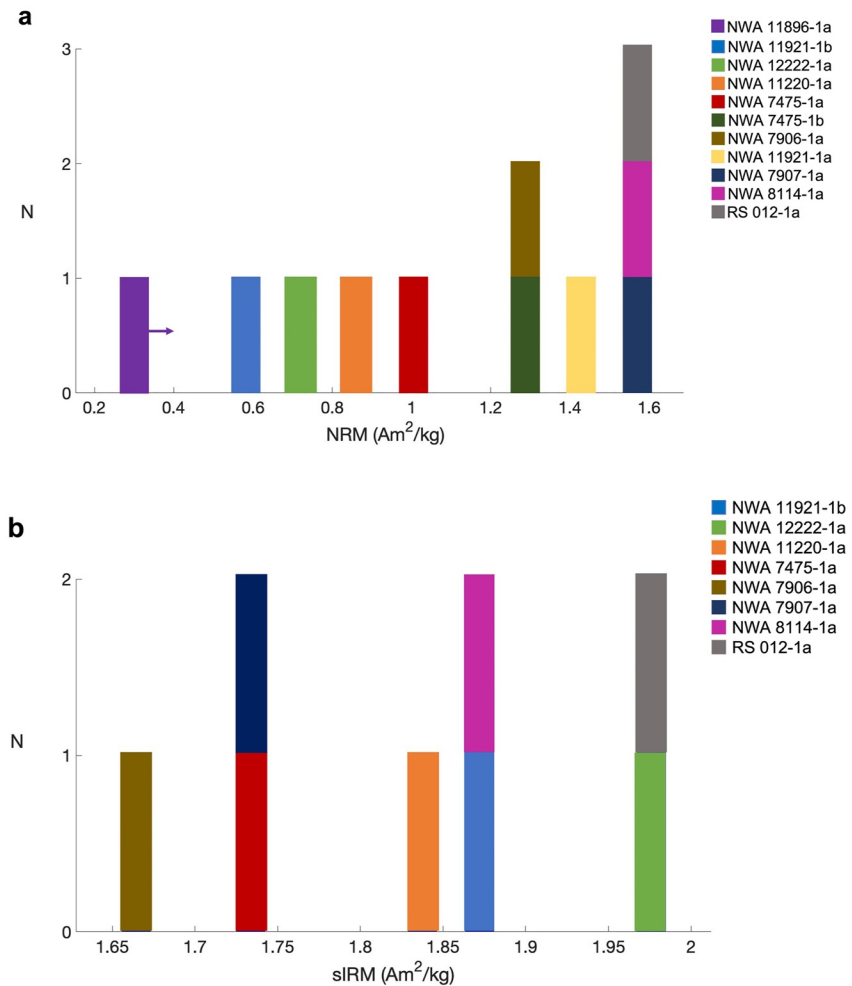 a
NWA 11896-1a
NWA 11921-1b
NWA 12222-1a
NWA 11220-1a
NWA 7475-1a
NWA 7475-1b
NWA 7906-1a
NWA 11921-1a
NWA 7907-1a
NWA 8114-1a
RS 012-1a
3
2
N
1
0
0.2 0.4 0.6 0.8 1 1.2 1.4 1.6
NRM (Am²/kg)
b
NWA 11921-1b
NWA 12222-1a
NWA 11220-1a
NWA 7475-1a
NWA 7906-1a
NWA 7907-1a
NWA 8114-1a
RS 012-1a
2
N
1
0
1.65 1.7 1.75 1.8 1.85 1.9 1.95 2
sIRM (Am²/kg)